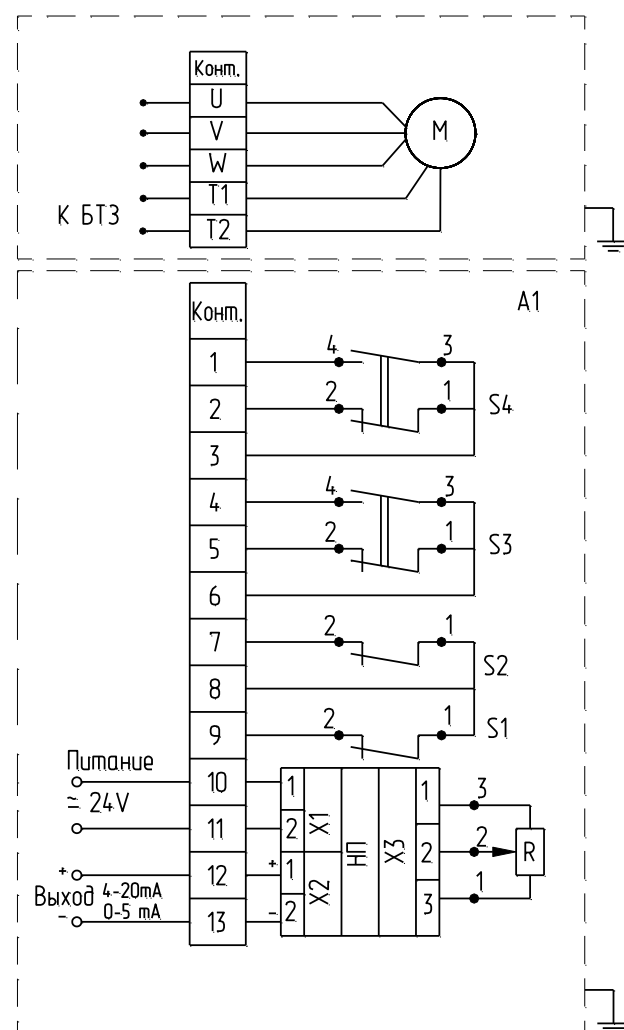 Конт.
U
V
W
T1
T2
M
К БТЗ
A1
Конт.
1
2
3
4
5
6
7
8
9
10
11
12
13
4 3
2 1
S4
4 3
2 1
S3
2 1
S2
2 1
S1
Питание
≃ 24V
+
Выход 4-20mA
0-5 mA
–
+
–
1
2
1
2
X1
X2
НП
X3
1
2
3
3
2
1
R